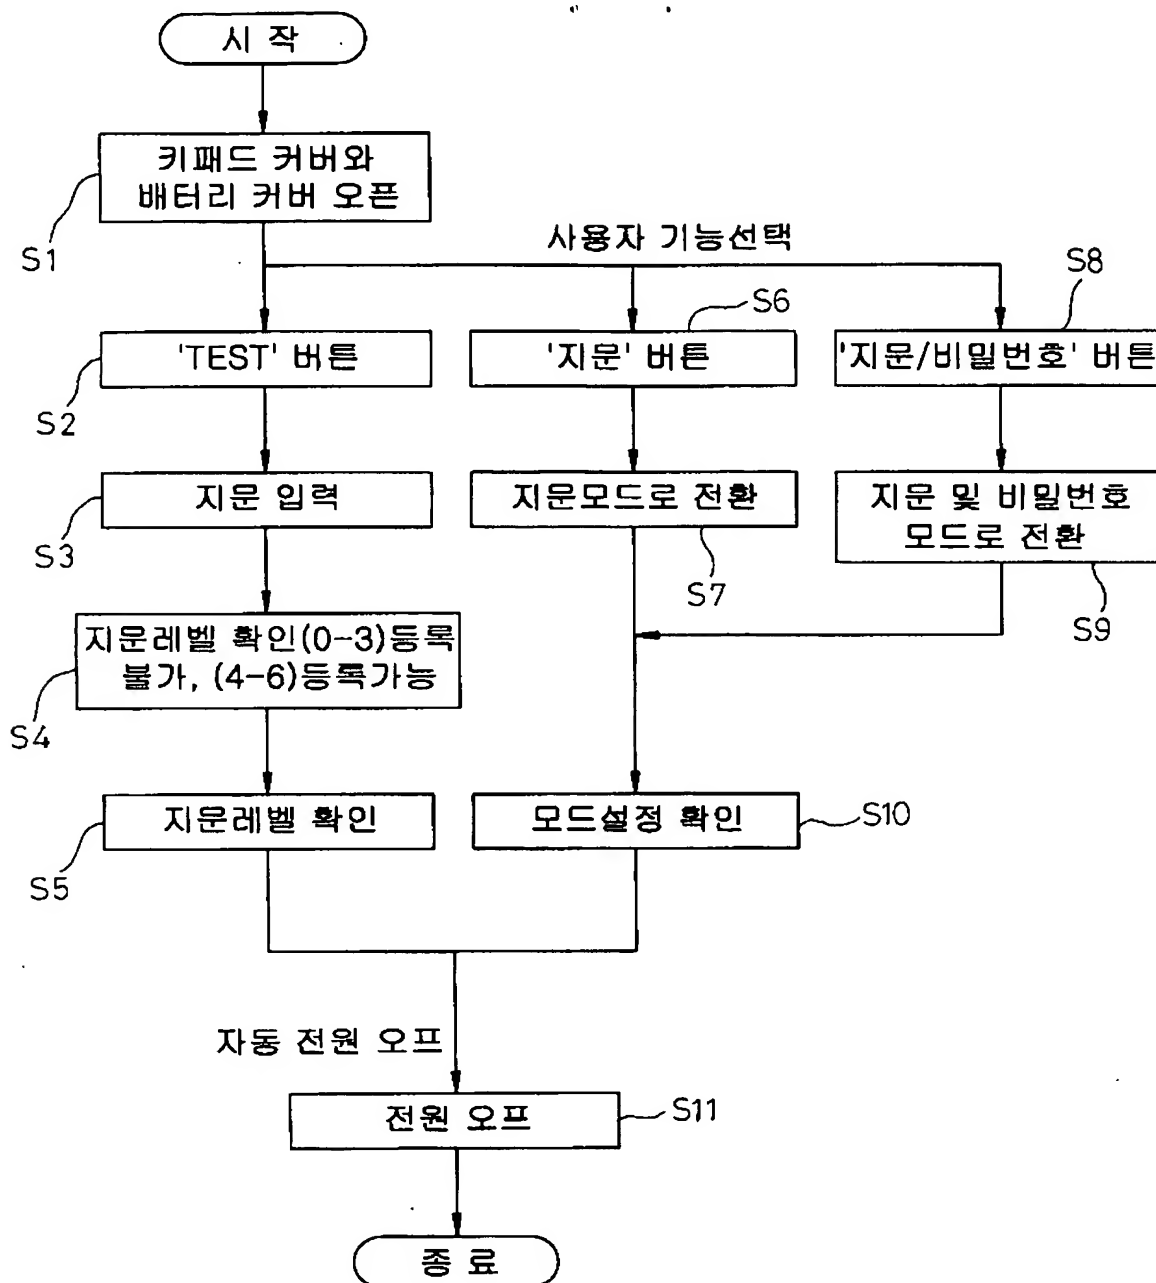 시 작
키패드 커버와
배터리 커버 오픈
S1
사용자 기능선택
S8
S6
'TEST' 버튼
'지문' 버튼
'지문/비밀번호' 버튼
S2
지문 입력
지문모드로 전환
지문 및 비밀번호
모드로 전환
S3
S7
S9
지문레벨 확인(0-3)등록
불가, (4-6)등록가능
S4
지문레벨 확인
모드설정 확인
S10
S5
자동 전원 오프
전원 오프
S11
종 료